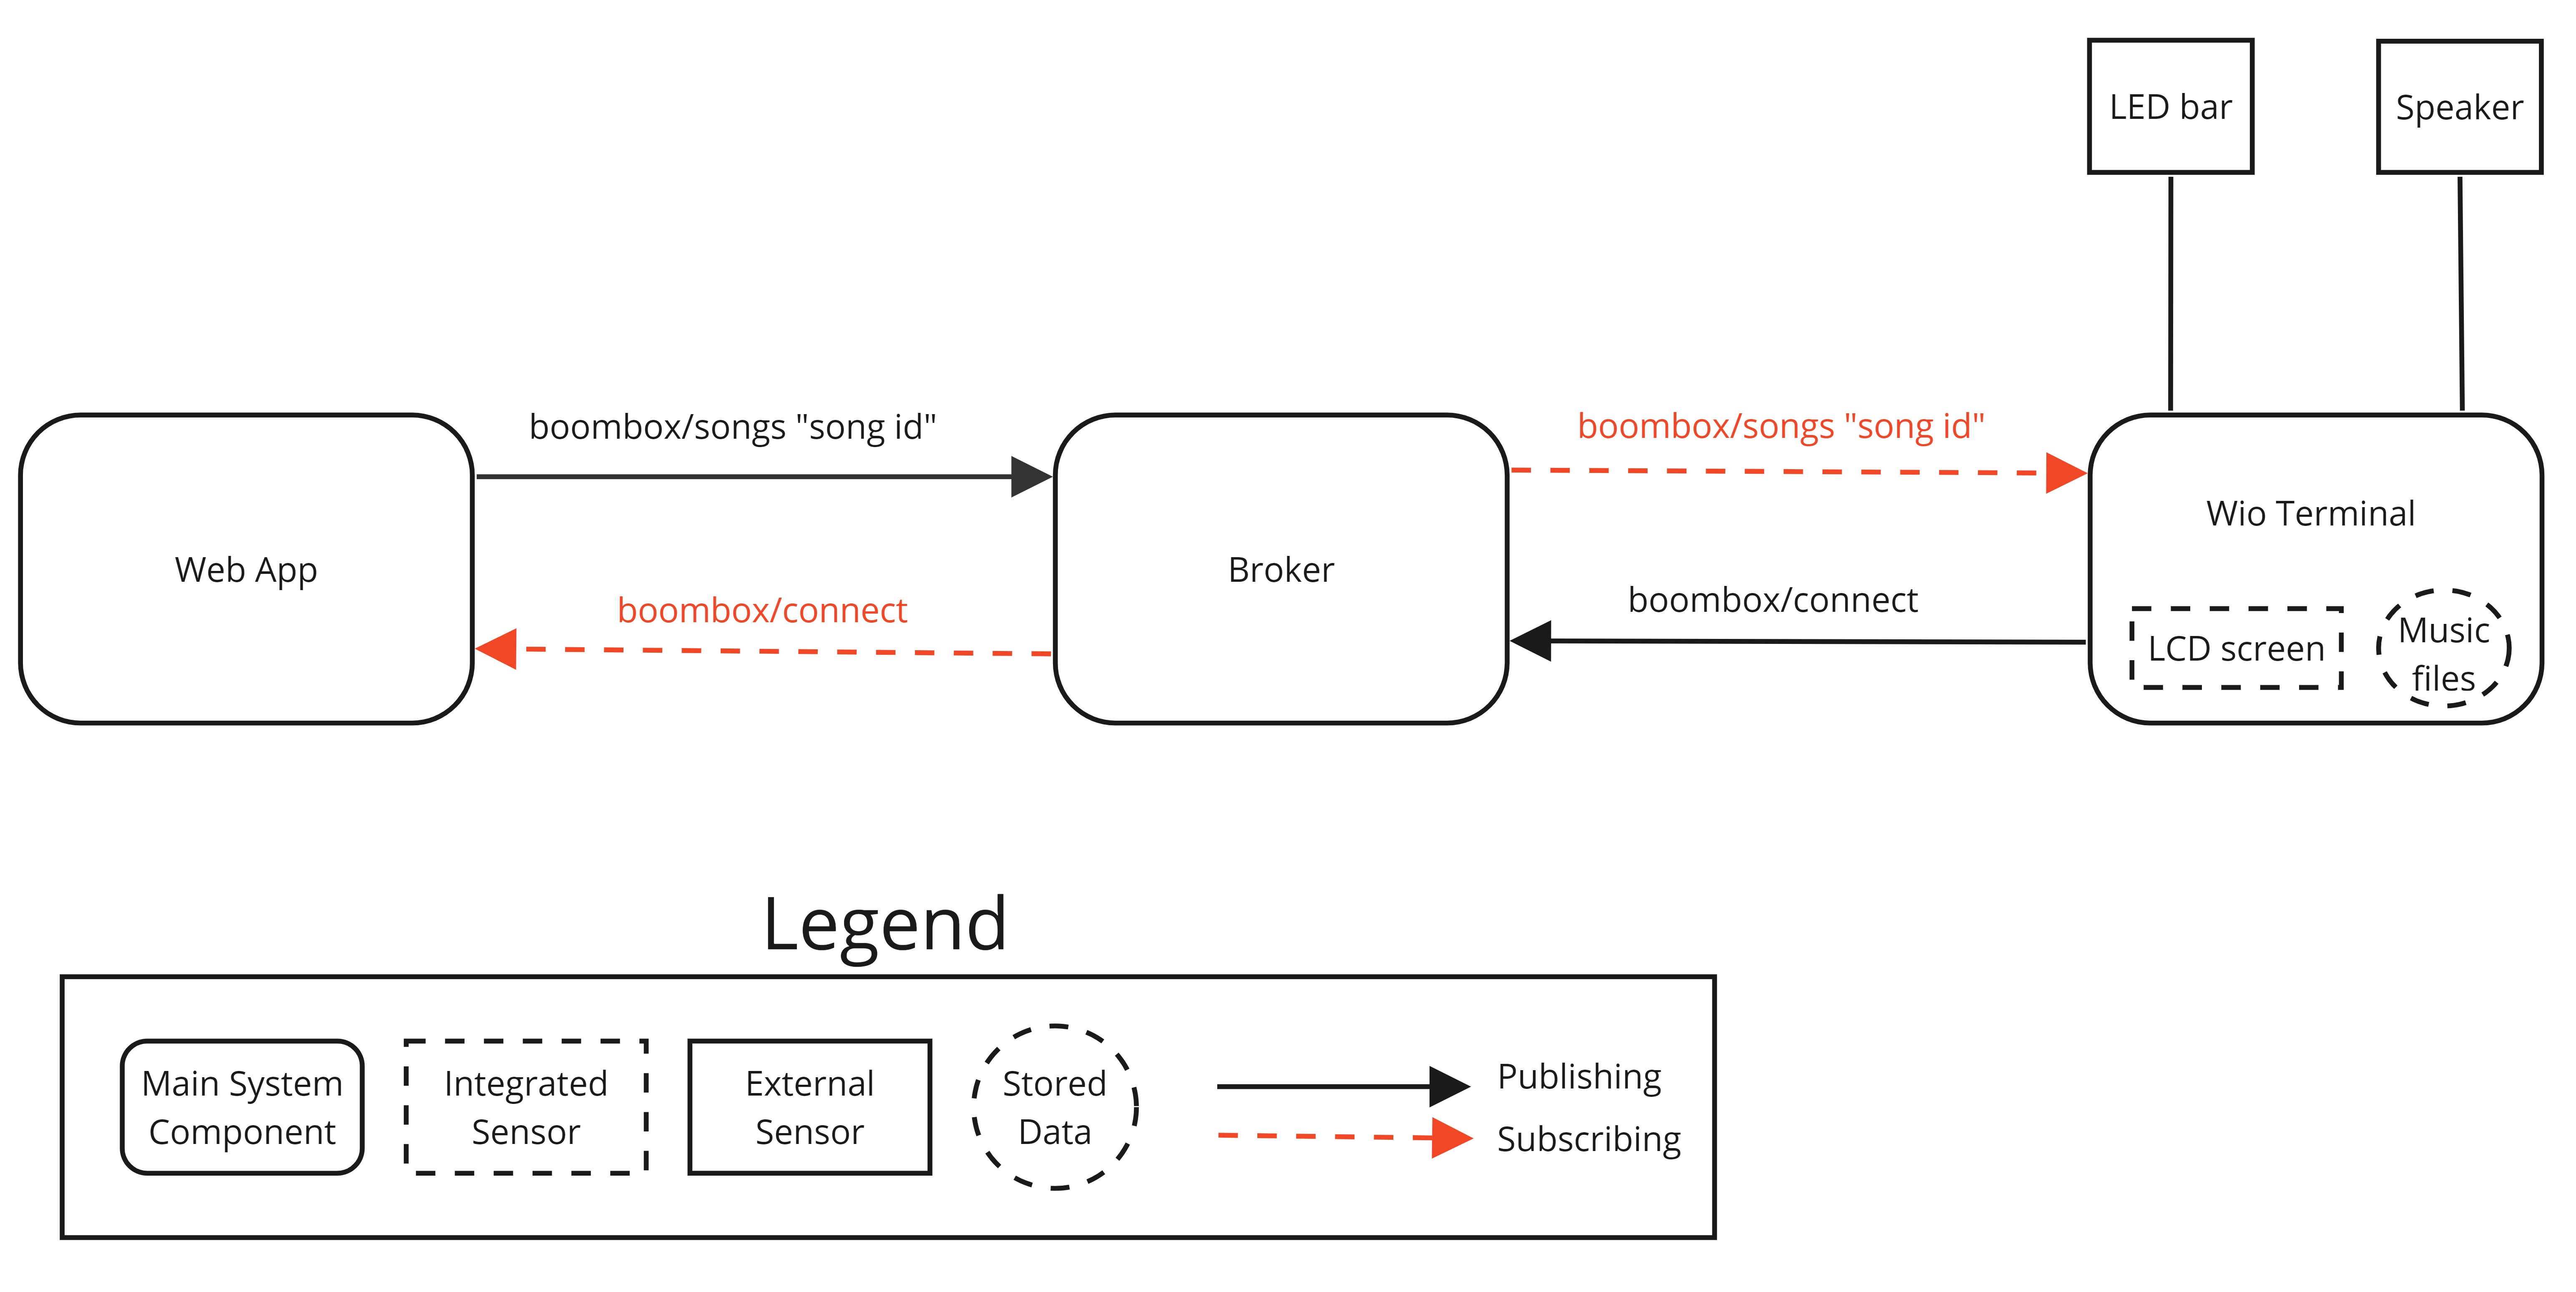 LED bar
Speaker
boombox/songs "song id"
boombox/songs "song id"
Web App
Broker
Wio Terminal
boombox/connect
boombox/connect
LCD screen
Music
files
Legend
Main System
Component
Integrated
Sensor
External
Sensor
Stored
Data
Publishing
Subscribing